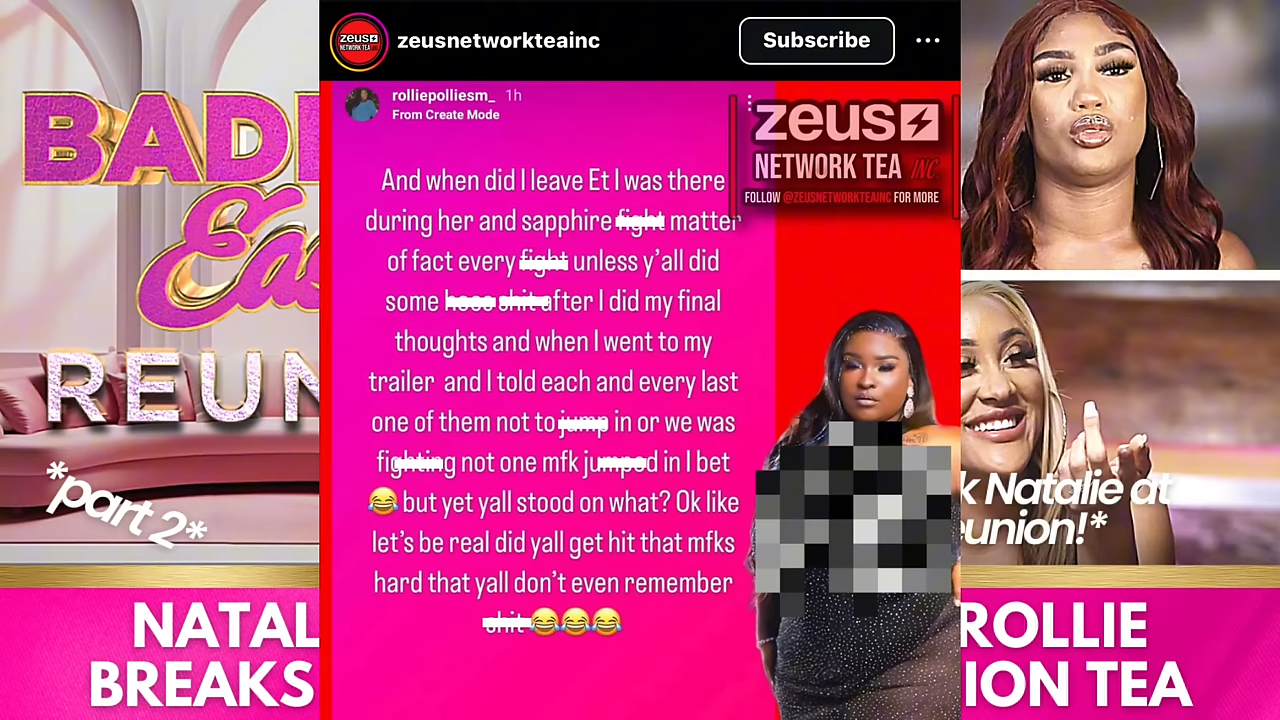 BAD
Ea
REUN
*part 2*
NATAL
BREAKS
zeus
NETWORK TEA
zeusnetworkteainc
Subscribe
rolliepolliesm_ 1h
From Create Mode
And when did I leave Et I was there
during her and sapphire fight matter
of fact every fight unless y'all did
some hoes shit after I did my final
thoughts and when I went to my
trailer and I told each and every last
one of them not to jump in or we was
fighting not one mfk jumped in I bet
😂 but yet yall stood on what? Ok like
let's be real did yall get hit that mfks
hard that yall don't even remember
shit 😂😂😂
zeus
NETWORK TEA INC
FOLLOW @ZEUSNETWORKTEAINC FOR MORE
k Natalie at
eunion!*
ROLLIE
ION TEA